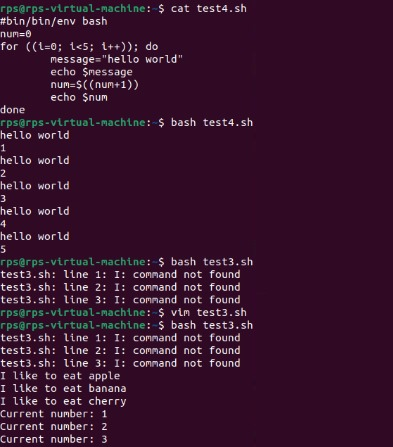 rps@rps-virtual-machine:~$ cat test4.sh
#bin/bin/env bash
num=0
for ((i=0; i<5; i++)); do
        message="hello world"
        echo $message
        num=$((num+1))
        echo $num
done
rps@rps-virtual-machine:~$ bash test4.sh
hello world
1
hello world
2
hello world
3
hello world
4
hello world
5
rps@rps-virtual-machine:~$ bash test3.sh
test3.sh: line 1: I: command not found
test3.sh: line 2: I: command not found
test3.sh: line 3: I: command not found
rps@rps-virtual-machine:~$ vim test3.sh
rps@rps-virtual-machine:~$ bash test3.sh
test3.sh: line 1: I: command not found
test3.sh: line 2: I: command not found
test3.sh: line 3: I: command not found
I like to eat apple
I like to eat banana
I like to eat cherry
Current number: 1
Current number: 2
Current number: 3